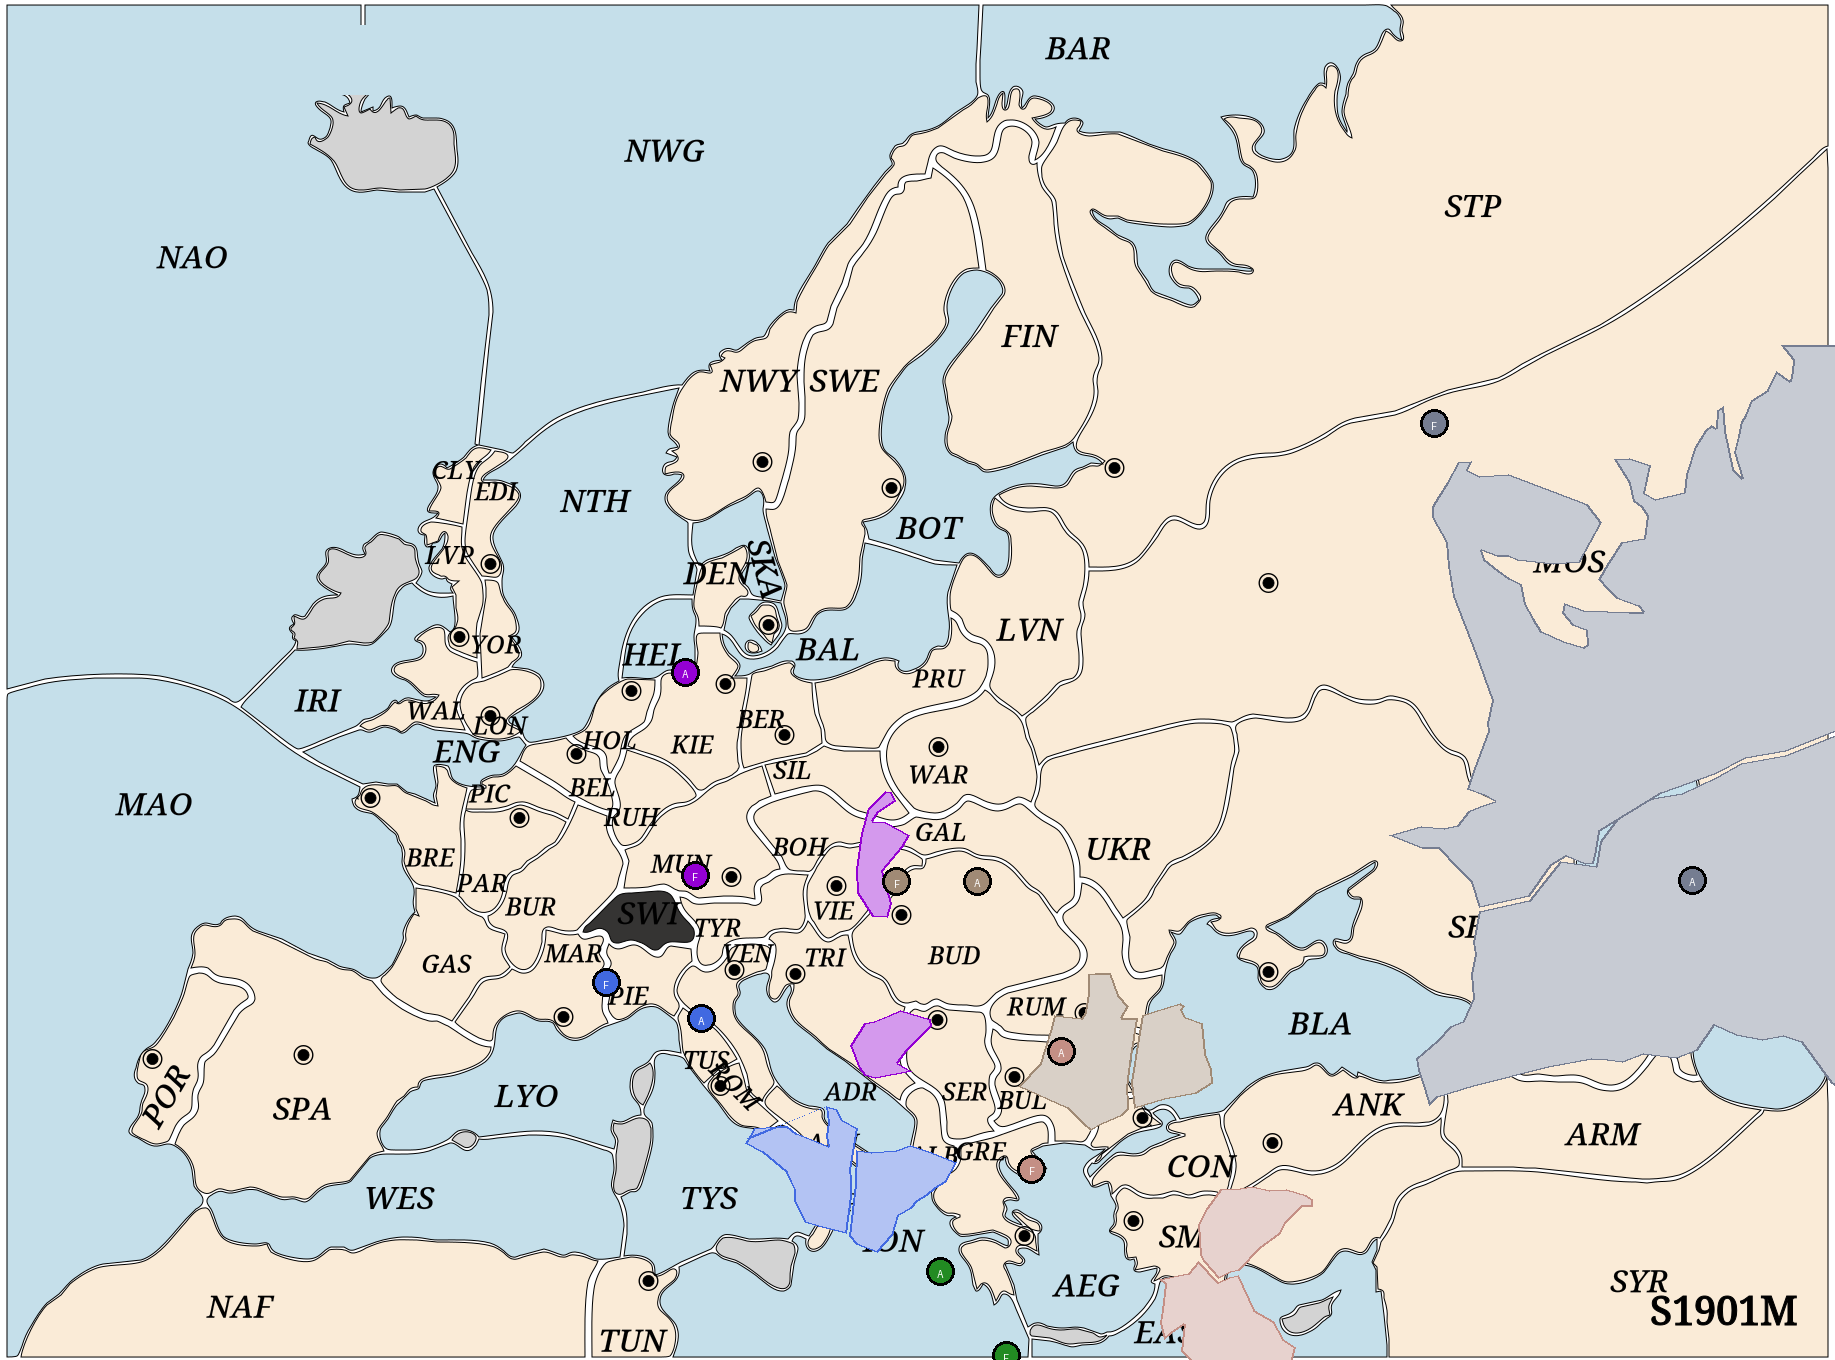 BAR
NWG
STP
NAO
FIN
NWY SWE
CLY
EDI
NTH
BOT
LVP
SKA
DEN
MOS
LVN
YOR
HEL
BAL
A
PRU
IRI
WAL
LON
BER
HOL
KIE
ENG
SIL
WAR
BEL
PIC
MAO
RUH
GAL
BOH
UKR
BRE
MUN
F
F
A
A
PAR
BUR
SWI
VIE
TYR
MAR
VEN
TRI
BUD
GAS
F
PIE
RUM
A
BLA
A
TUS
ROM
LYO
ADR
SER
BUL
POR
SPA
ANK
ARM
GRE
CON
F
WES
TYS
SM
ION
A
AEG
SYR
NAF
S1901M
TUN
EAS
F
F